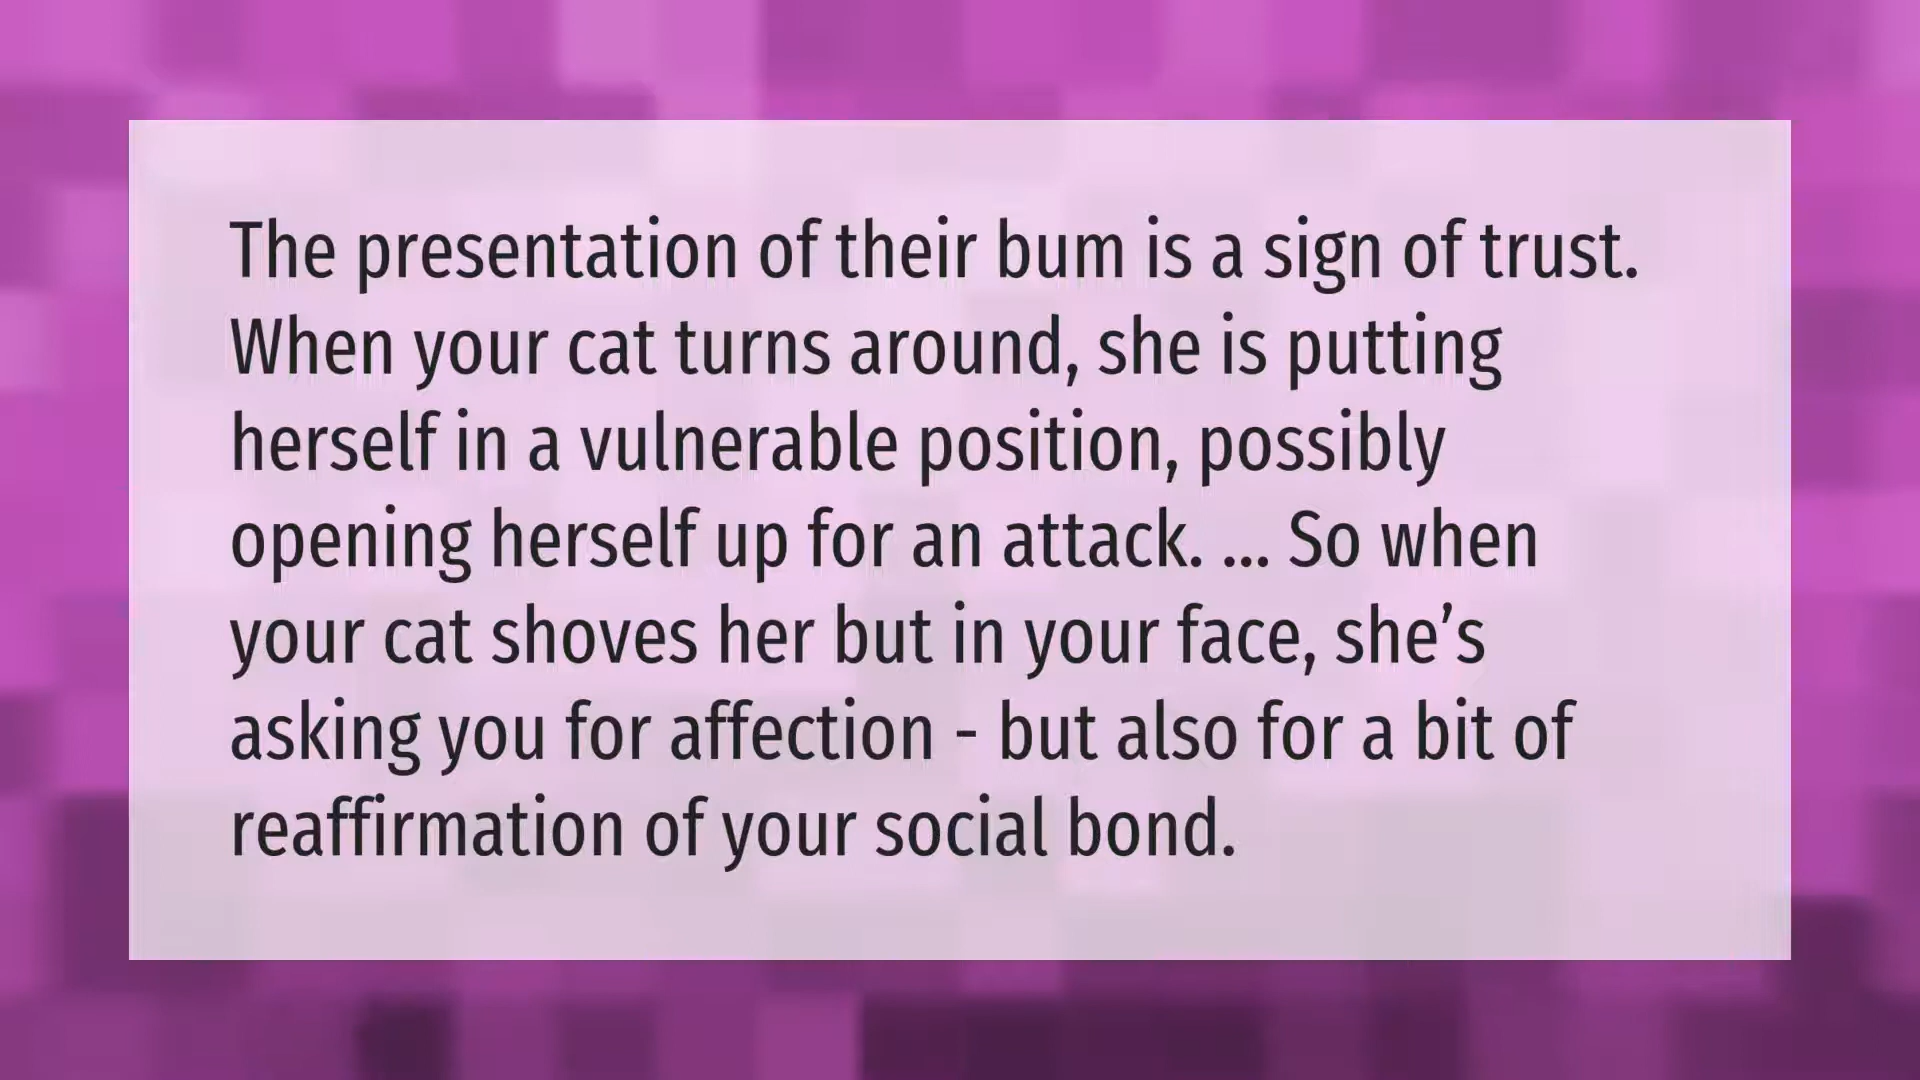 The presentation of their bum is a sign of trust.
When your cat turns around, she is putting
herself in a vulnerable position, possibly
opening herself up for an attack. ... So when
your cat shoves her but in your face, she’s
asking you for affection - but also for a bit of
reaffirmation of your social bond.